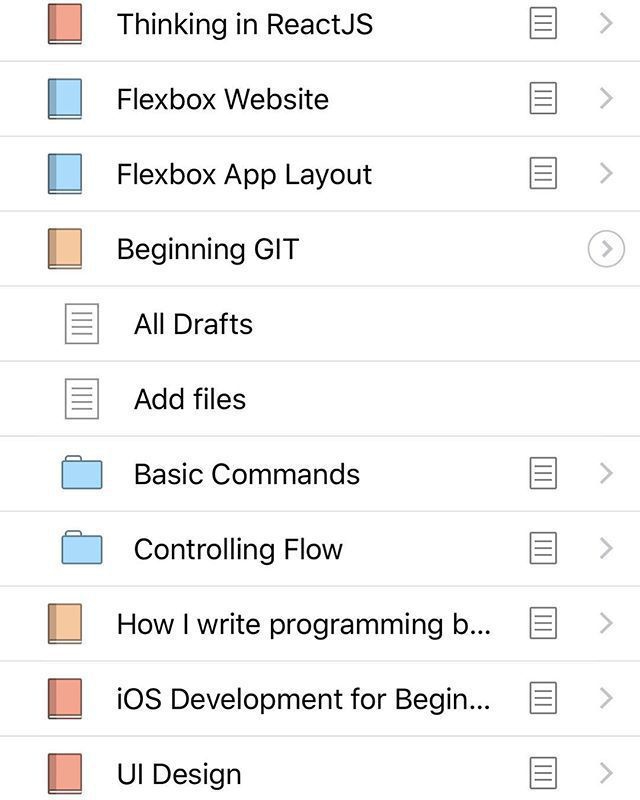 Thinking in ReactJS
Flexbox Website
Flexbox App Layout
Beginning GIT
All Drafts
Add files
Basic Commands
Controlling Flow
How I write programming b...
iOS Development for Begin...
UI Design